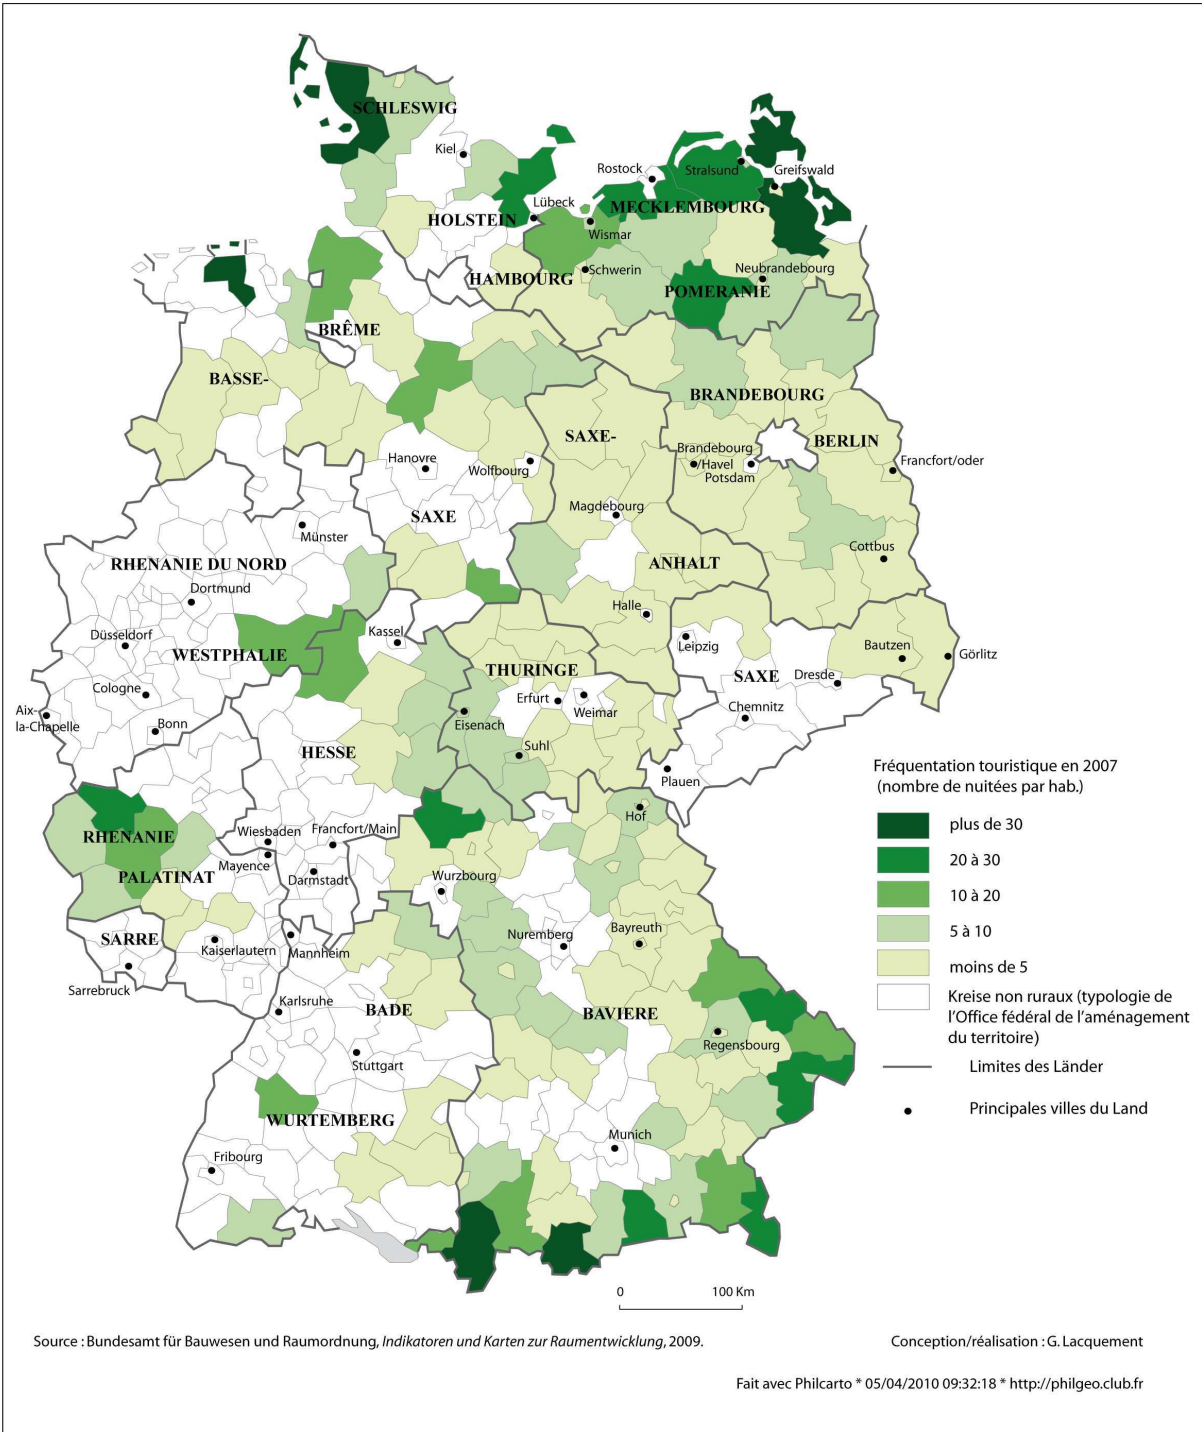 SCHLESWIG
Kiel
Rostock
Stralsund
Greifswald
Lübeck
MECKLEMBOURG
HOLSTEIN
Wismar
HAMBOURG
Schwerin
Neubrandebourg
POMERANIE
BRÊME
BASSE-
BRANDEBOURG
SAXE-
BERLIN
Hanovre
Wolfbourg
Brandebourg
/Havel
Potsdam
Francfort/oder
Magdebourg
SAXE
Münster
RHENANIE DU NORD
ANHALT
Cottbus
Dortmund
Halle
Düsseldorf
WESTPHALIE
Kassel
Leipzig
Bautzen
Görlitz
THURINGE
SAXE
Dresde
Cologne
Erfurt
Weimar
Aix-
la-Chapelle
Bonn
Eisenach
Chemnitz
HESSE
Suhl
Plauen
Hof
RHENANIE
Wiesbaden
Francfort/Main
PALATINAT
Mayence
Darmstadt
Wurzbourg
SARRE
Kaiserlautern
Mannheim
Nuremberg
Bayreuth
Sarrebruck
Karlsruhe
BADE
BAVIERE
Regensbourg
Stuttgart
WURTEMBERG
Munich
Fribourg
Fréquentation touristique en 2007
(nombre de nuitées par hab.)
plus de 30
20 à 30
10 à 20
5 à 10
moins de 5
Kreise non ruraux (typologie de
l'Office fédéral de l'aménagement
du territoire)
Limites des Länder
Principales villes du Land
0 100 Km
Source : Bundesamt für Bauwesen und Raumordnung, Indikatoren und Karten zur Raumentwicklung, 2009.
Conception/réalisation : G. Lacquement
Fait avec Philcarto * 05/04/2010 09:32:18 * http://philgeo.club.fr